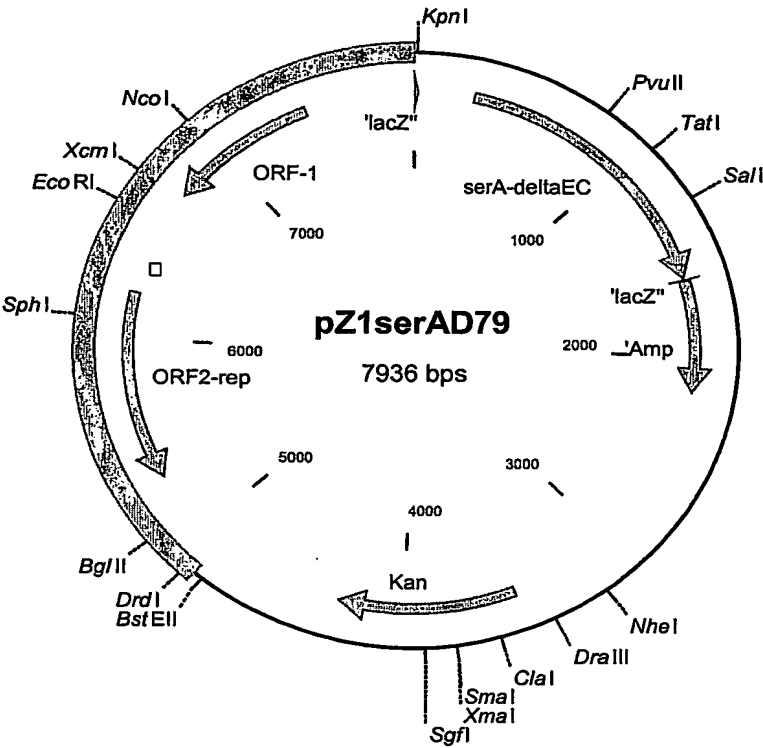 KpnI
PvuII
TatI
SalI
NcoI
XcmI
EcoRI
SphI
'lacZ"
ORF-1
serA-deltaEC
7000
1000
'lacZ"
pZ1serAD79
7936 bps
6000
2000
'Amp
ORF2-rep
5000
3000
4000
Kan
BglII
DrdI
BstEII
NheI
DraIII
ClaI
SmaI
XmaI
SgfI